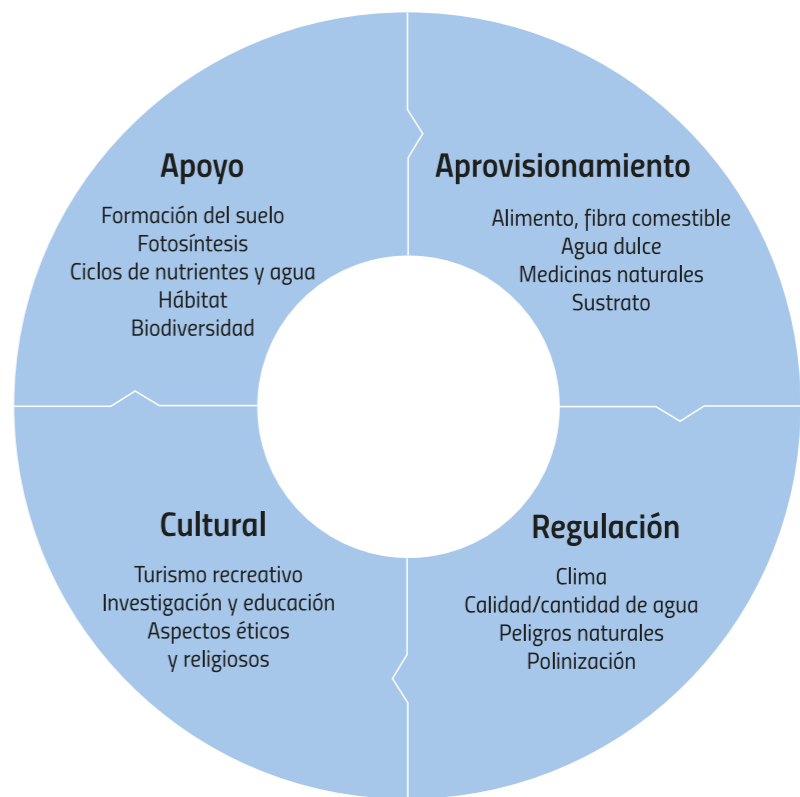 Apoyo
Formación del suelo
Fotosíntesis
Ciclos de nutrientes y agua
Hábitat
Biodiversidad
Aprovisionamiento
Alimento, fibra comestible
Agua dulce
Medicinas naturales
Sustrato
Cultural
Turismo recreativo
Investigación y educación
Aspectos éticos
y religiosos
Regulación
Clima
Calidad/cantidad de agua
Peligros naturales
Polinización